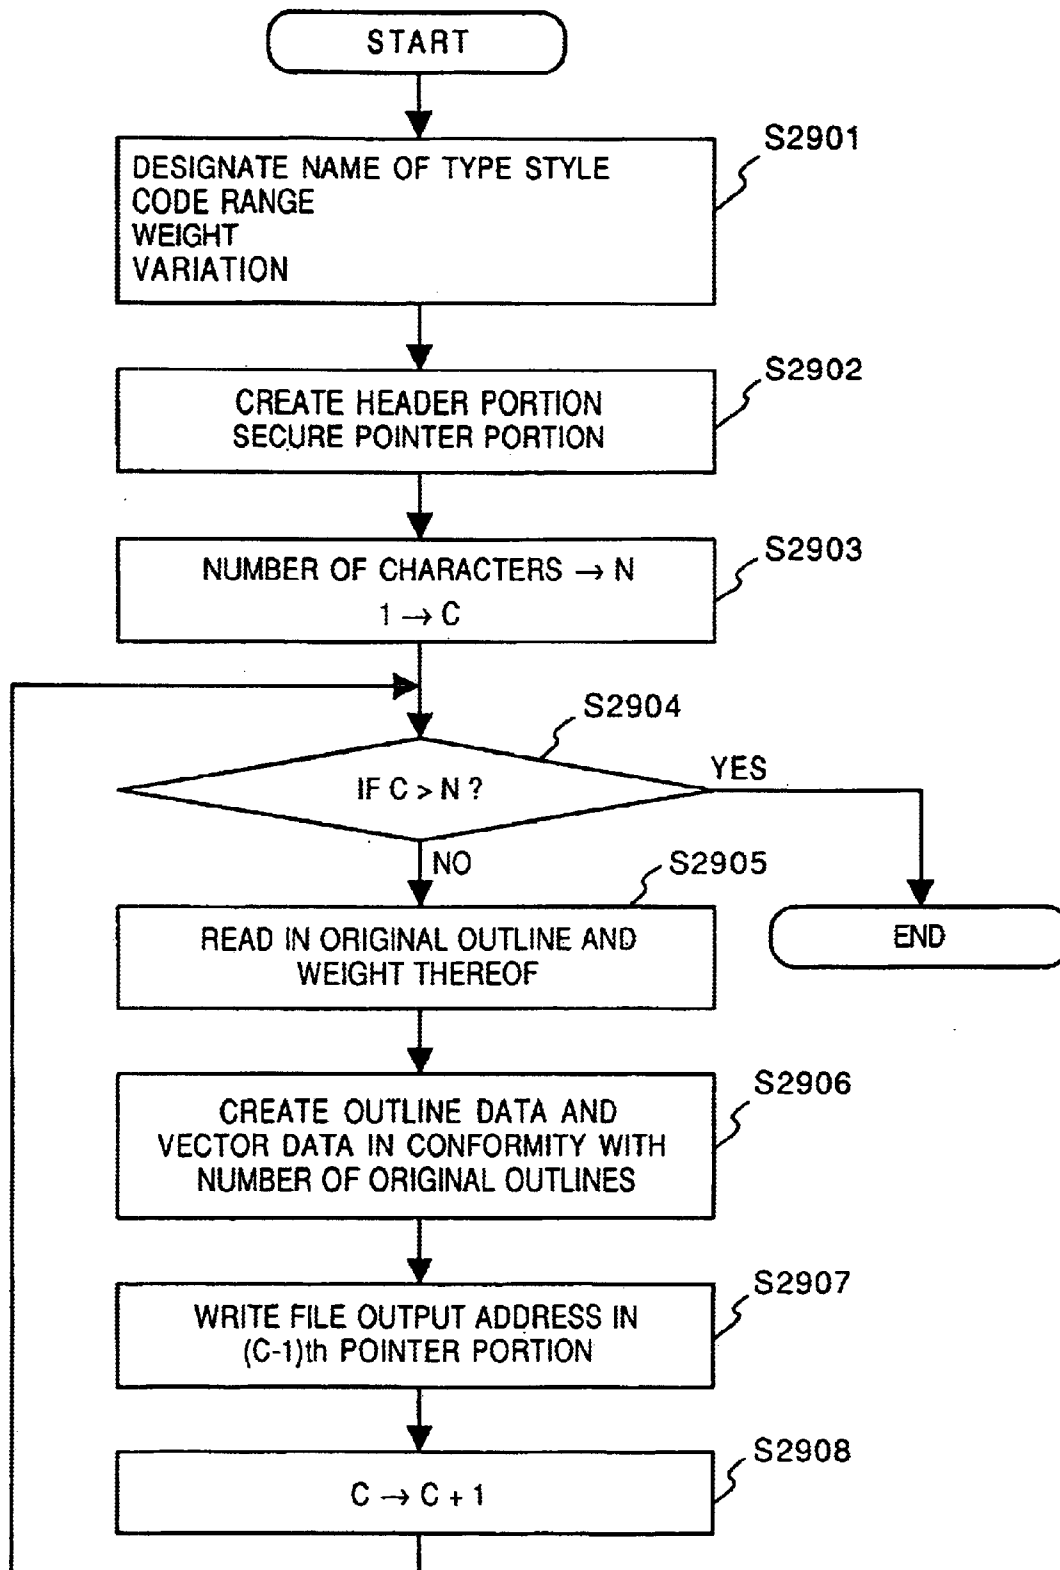 START
S2901
DESIGNATE NAME OF TYPE STYLE
CODE RANGE
WEIGHT
VARIATION
S2902
CREATE HEADER PORTION
SECURE POINTER PORTION
S2903
NUMBER OF CHARACTERS → N
1 → C
S2904
IF C > N ?
YES
NO
S2905
READ IN ORIGINAL OUTLINE AND
WEIGHT THEREOF
END
S2906
CREATE OUTLINE DATA AND
VECTOR DATA IN CONFORMITY WITH
NUMBER OF ORIGINAL OUTLINES
S2907
WRITE FILE OUTPUT ADDRESS IN
(C-1)th POINTER PORTION
S2908
C → C + 1